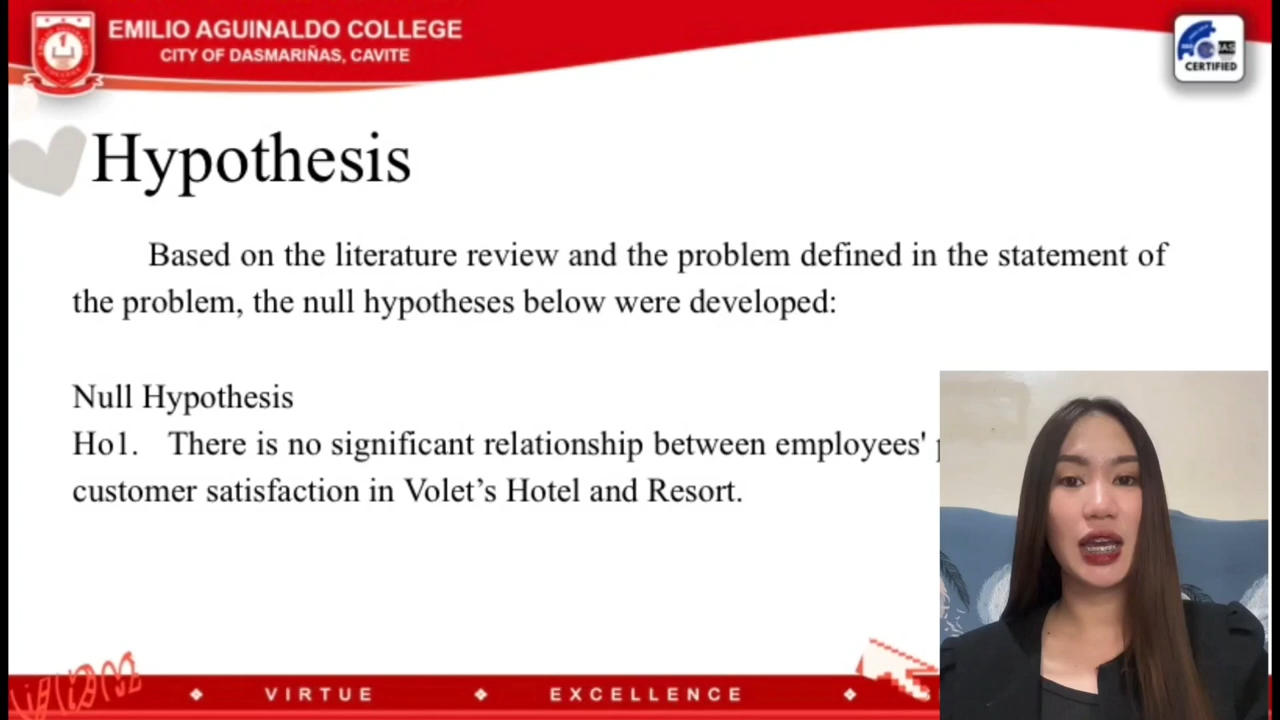 EMILIO AGUINALDO COLLEGE
CITY OF DASMARIÑAS, CAVITE
CERTIFIED
Hypothesis
Based on the literature review and the problem defined in the statement of
the problem, the null hypotheses below were developed:
Null Hypothesis
Ho1. There is no significant relationship between employees'
customer satisfaction in Volet’s Hotel and Resort.
❖ VIRTUE ❖ EXCELLENCE ❖